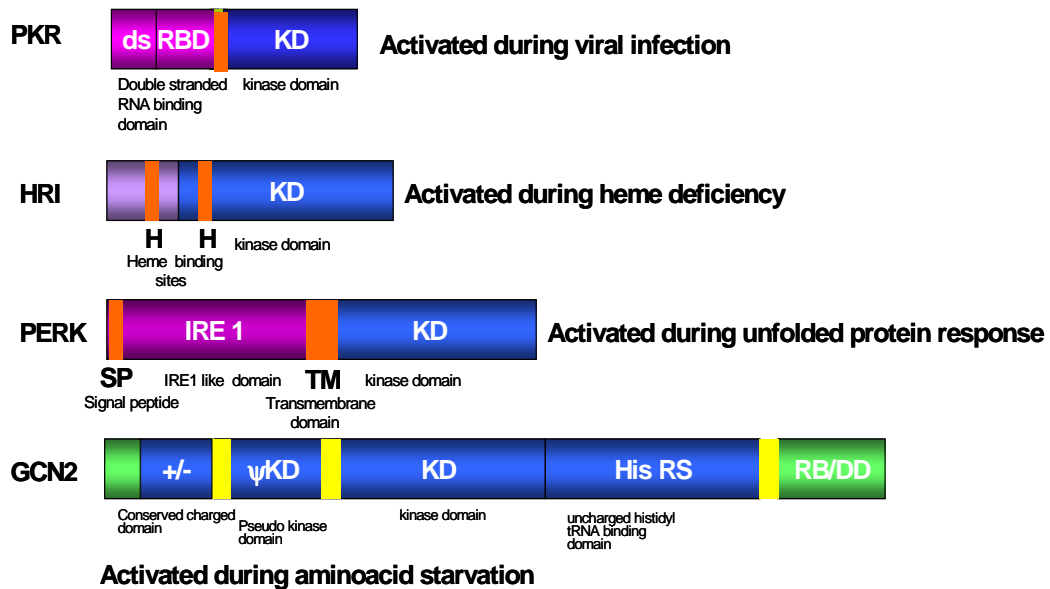 PKR
ds RBD KD
Activated during viral infection
Double stranded
RNA binding
domain
kinase domain
HRI
KD
Activated during heme deficiency
H H
Heme binding
sites
kinase domain
PERK
IRE 1 KD
Activated during unfolded protein response
SP
Signal peptide
IRE1 like domain
TM
Transmembrane
domain
kinase domain
GCN2
+/- ψKD KD His RS RB/DD
Conserved charged
domain
Pseudo kinase
domain
kinase domain
uncharged histidyl
tRNA binding
domain
Activated during aminoacid starvation